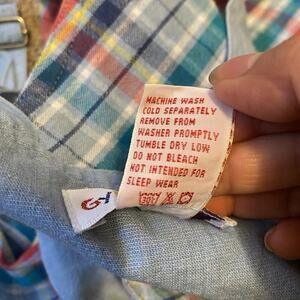 MACHINE WASH
COLD SEPARATELY
REMOVE FROM
WASHER PROMPTLY
TUMBLE DRY LOW
DO NOT BLEACH
NOT INTENDED FOR
SLEEP WEAR